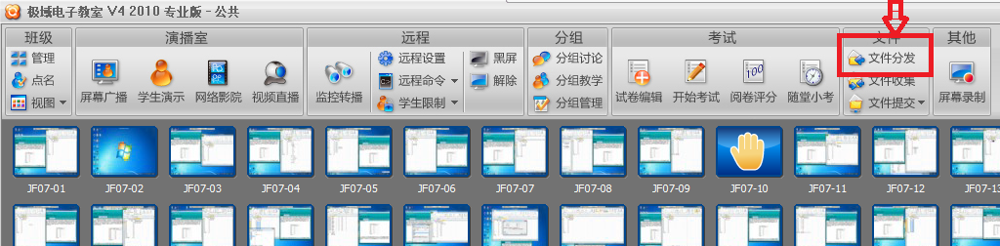 极域电子教室 V4 2010 专业版 - 公共
班级
管理
点名
视图
演播室
屏幕广播
学生演示
网络影院
视频直播
远程
监控转播
远程设置
远程命令
学生限制
黑屏
解除
分组
分组讨论
分组教学
分组管理
考试
试卷编辑
开始考试
阅卷评分
100
随堂小考
文件
文件分发
文件收集
文件提交
其他
屏幕录制
JF07-01
JF07-02
JF07-03
JF07-04
JF07-05
JF07-06
JF07-07
JF07-08
JF07-09
JF07-10
JF07-11
JF07-12
JF07-13